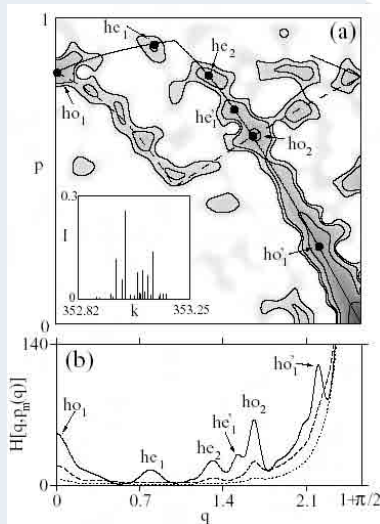 1
he₁
(a)
he₂
ho₁
he'₁
ho₂
p
0.3
I
0
352.82 k 353.25
ho'₁
0
(b)
140
H[q,pₘ(q)]
0
ho₁
he₁
he₂
he'₁
ho₂
ho'₁
0 0.7 1.4 2.1 1+π/2
q